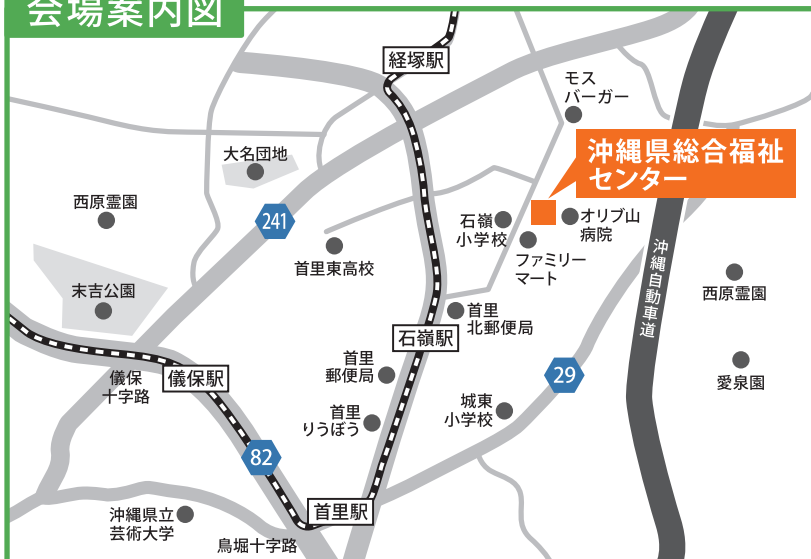 会場案内図
経塚駅
モス
バーガー
沖縄県総合福祉
センター
大名団地
西原霊園
241
石嶺
小学校
オリブ山
病院
首里東高校
ファミリー
マート
沖縄自動車道
西原霊園
末吉公園
首里
北郵便局
石嶺駅
儀保
十字路
儀保駅
首里
郵便局
29
愛泉園
首里
りうぼう
城東
小学校
82
首里駅
沖縄県立
芸術大学
鳥堀十字路